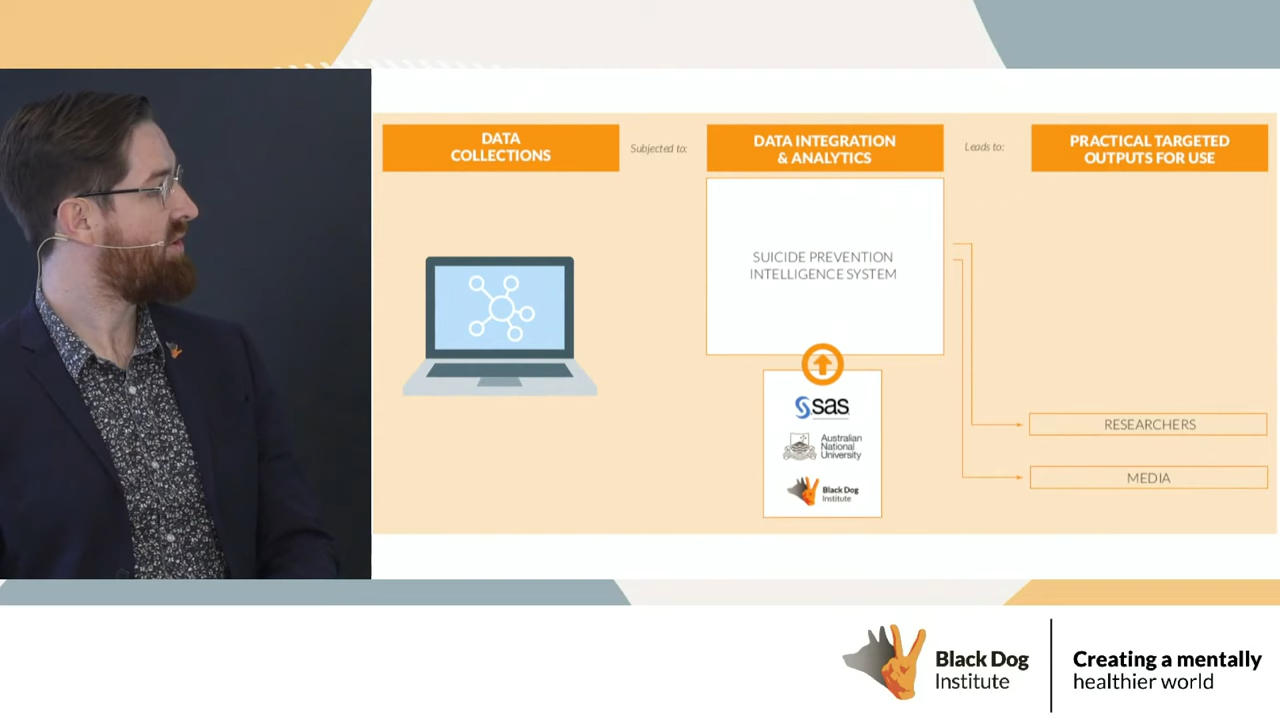 DATA
COLLECTIONS
Subjected to:
DATA INTEGRATION
& ANALYTICS
Leads to:
PRACTICAL TARGETED
OUTPUTS FOR USE
SUICIDE PREVENTION
INTELLIGENCE SYSTEM
sas
Australian
National
University
Black Dog
Institute
RESEARCHERS
MEDIA
Black Dog
Institute
Creating a mentally
healthier world